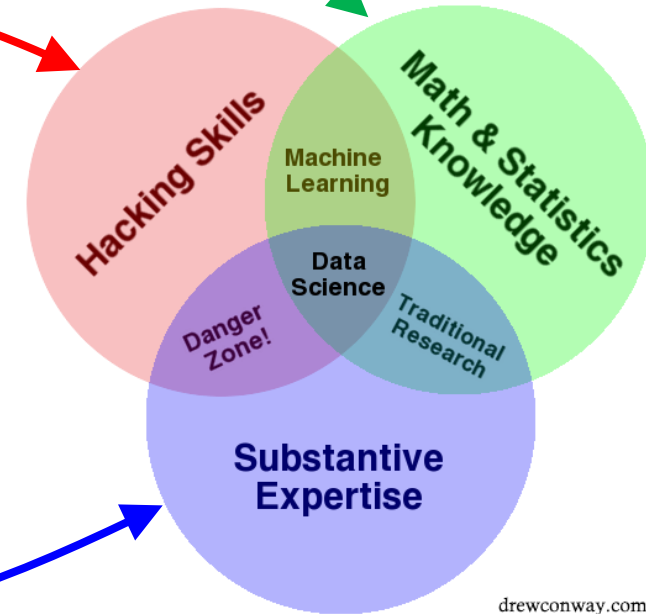 Hacking Skills
Math & Statistics
Knowledge
Machine
Learning
Data
Science
Danger
Zone!
Traditional
Research
Substantive
Expertise
drewconway.com